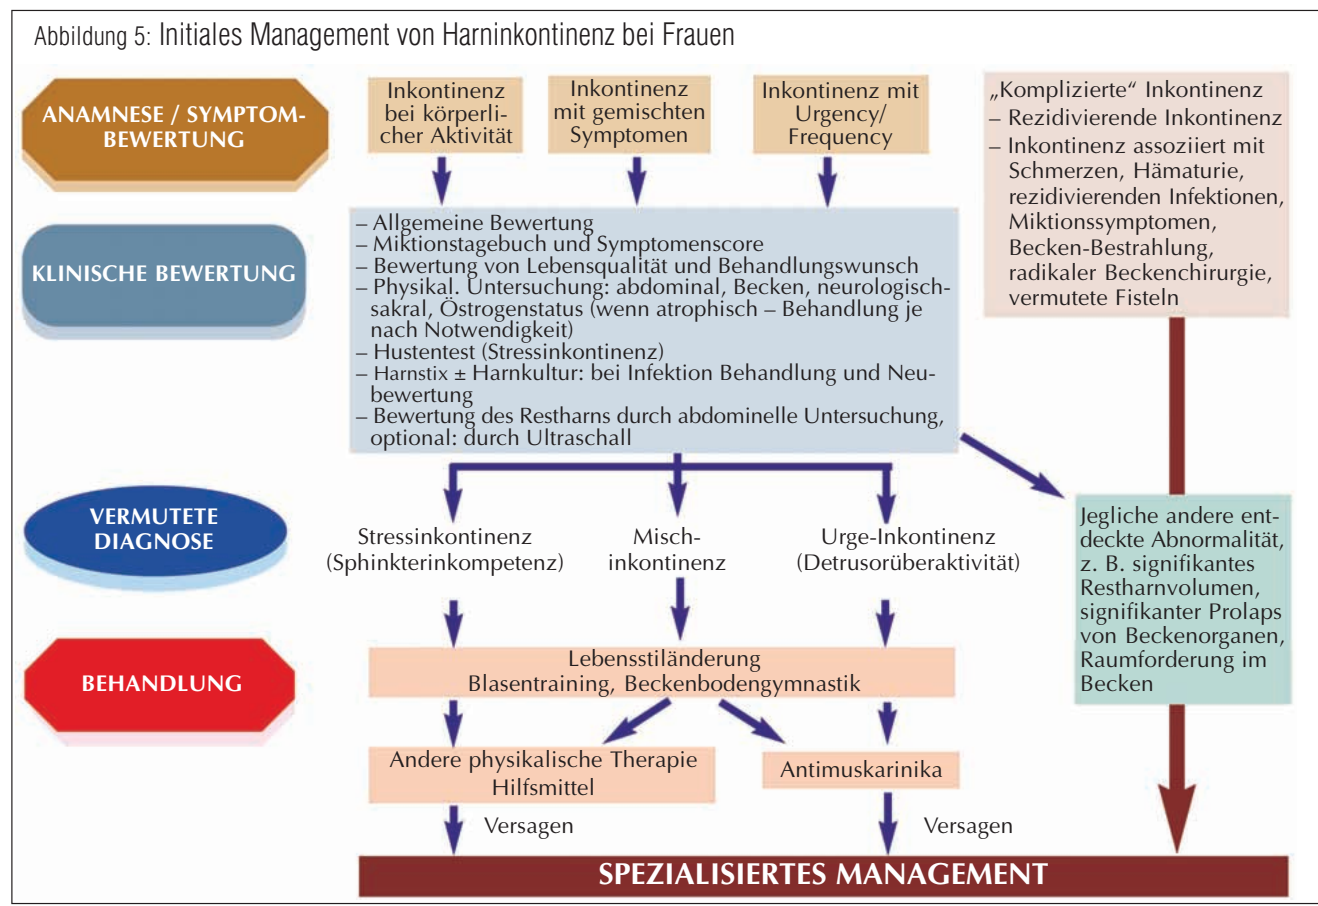 Abbildung 5: Initiales Management von Harninkontinenz bei Frauen
ANAMNESE / SYMPTOM-
BEWERTUNG
Inkontinenz
bei körperli-
cher Aktivität
Inkontinenz
mit gemischten
Symptomen
Inkontinenz mit
Urgency/
Frequency
„Komplizierte“ Inkontinenz
– Rezidivierende Inkontinenz
– Inkontinenz assoziiert mit
Schmerzen, Hämaturie,
rezidivierenden Infektionen,
Miktionssymptomen,
Becken-Bestrahlung,
radikaler Beckenchirurgie,
vermutete Fisteln
KLINISCHE BEWERTUNG
– Allgemeine Bewertung
– Miktionstagebuch und Symptomenscore
– Bewertung von Lebensqualität und Behandlungswunsch
– Physikal. Untersuchung: abdominal, Becken, neurologisch-
sakral, Östrogenstatus (wenn atrophisch – Behandlung je
nach Notwendigkeit)
– Hustentest (Stressinkontinenz)
– Harnstix ± Harnkultur: bei Infektion Behandlung und Neu-
bewertung
– Bewertung des Restharns durch abdominelle Untersuchung,
optional: durch Ultraschall
VERMUTETE
DIAGNOSE
Stressinkontinenz
(Sphinkterinkompetenz)
Misch-
inkontinenz
Urge-Inkontinenz
(Detrusorüberaktivität)
Jegliche andere ent-
deckte Abnormalität,
z. B. signifikantes
Restharnvolumen,
signifikanter Prolaps
von Beckenorganen,
Raumforderung im
Becken
BEHANDLUNG
Lebensstiländerung
Blasentraining, Beckenbodengymnastik
Andere physikalische Therapie
Hilfsmittel
Antimuskarinika
Versagen
Versagen
SPEZIALISIERTES MANAGEMENT